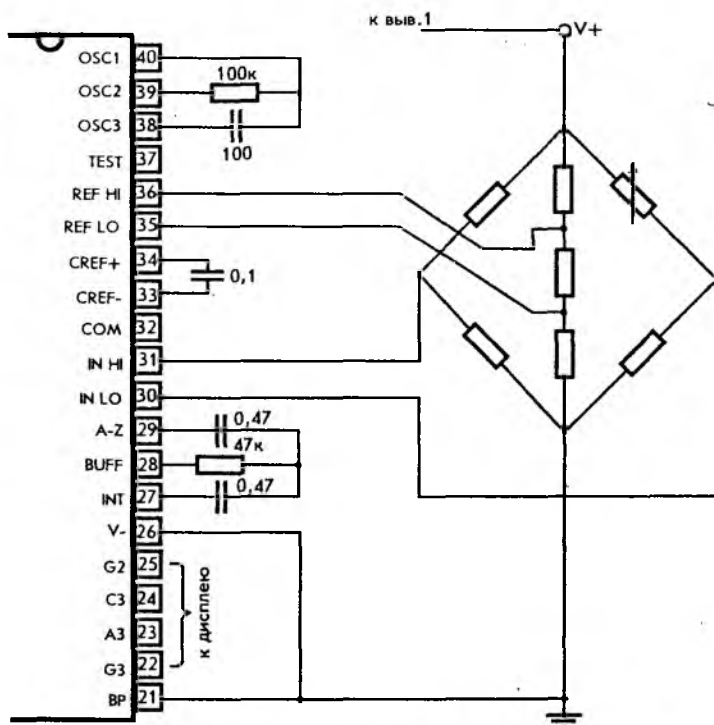 к выв.1
V+
OSC1 40
OSC2 39
100к
OSC3 38
100
TEST 37
REF HI 36
REF LO 35
CREF+ 34
0,1
CREF- 33
COM 32
IN HI 31
IN LO 30
A-Z 29
0,47
BUFF 28
47к
INT 27
0,47
V- 26
G2 25
C3 24
A3 23
G3 22
к дисплею
BP 21